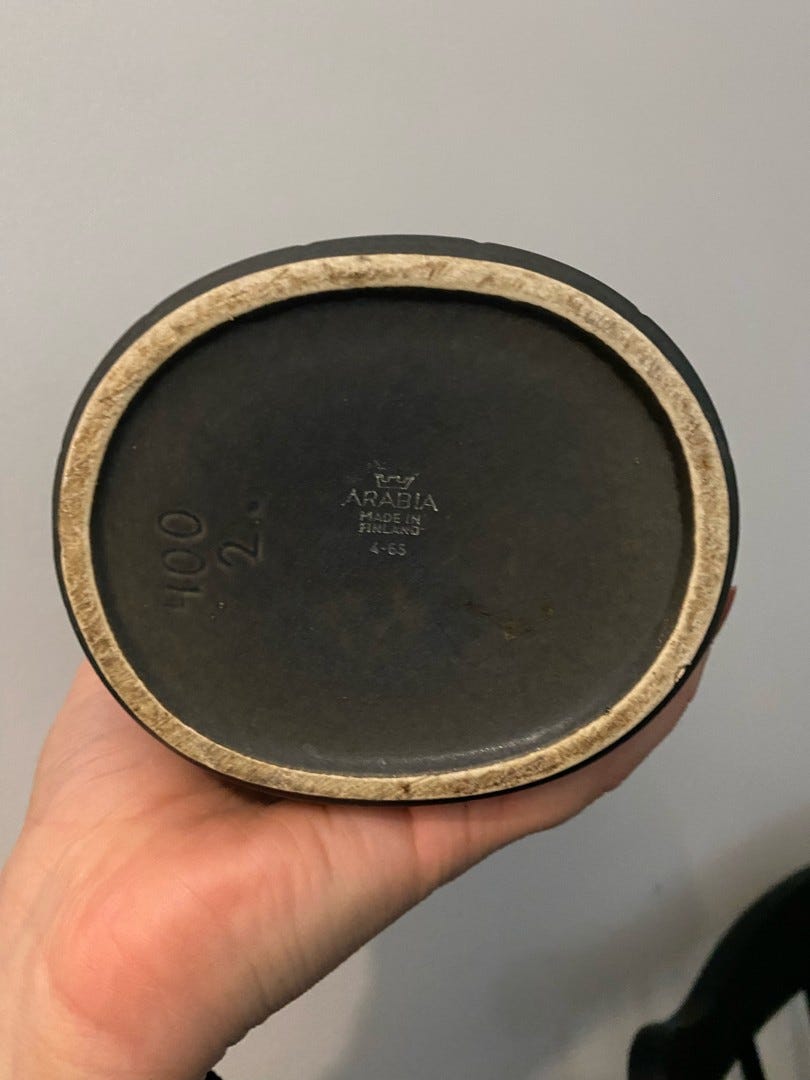 ARABIA
MADE IN
FINLAND
4-65
400
2.